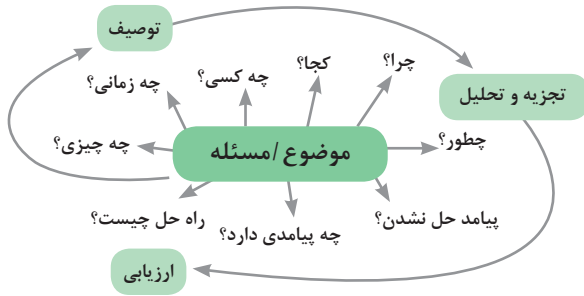 توصیف
چرا؟
کجا؟
چه کسی؟
چه زمانی؟
تجزیه و تحلیل
چطور؟
موضوع /مسئله
چه چیزی؟
پیامد حل نشدن؟
چه پیامدی دارد؟
راه حل چیست؟
ارزیابی